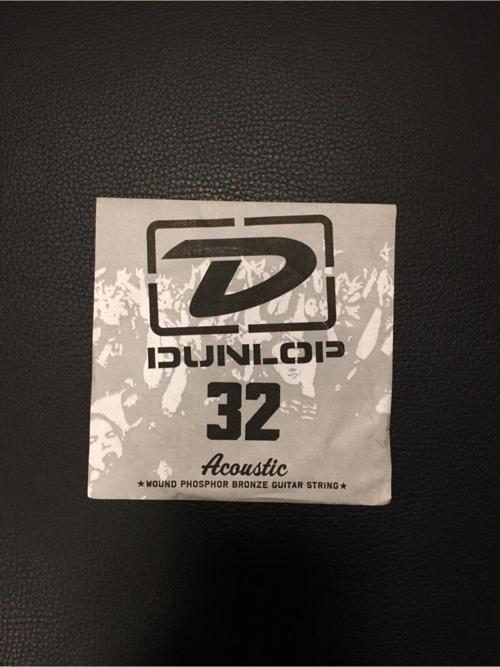 D
DUNLOP
32
Acoustic
★WOUND PHOSPHOR BRONZE GUITAR STRING★